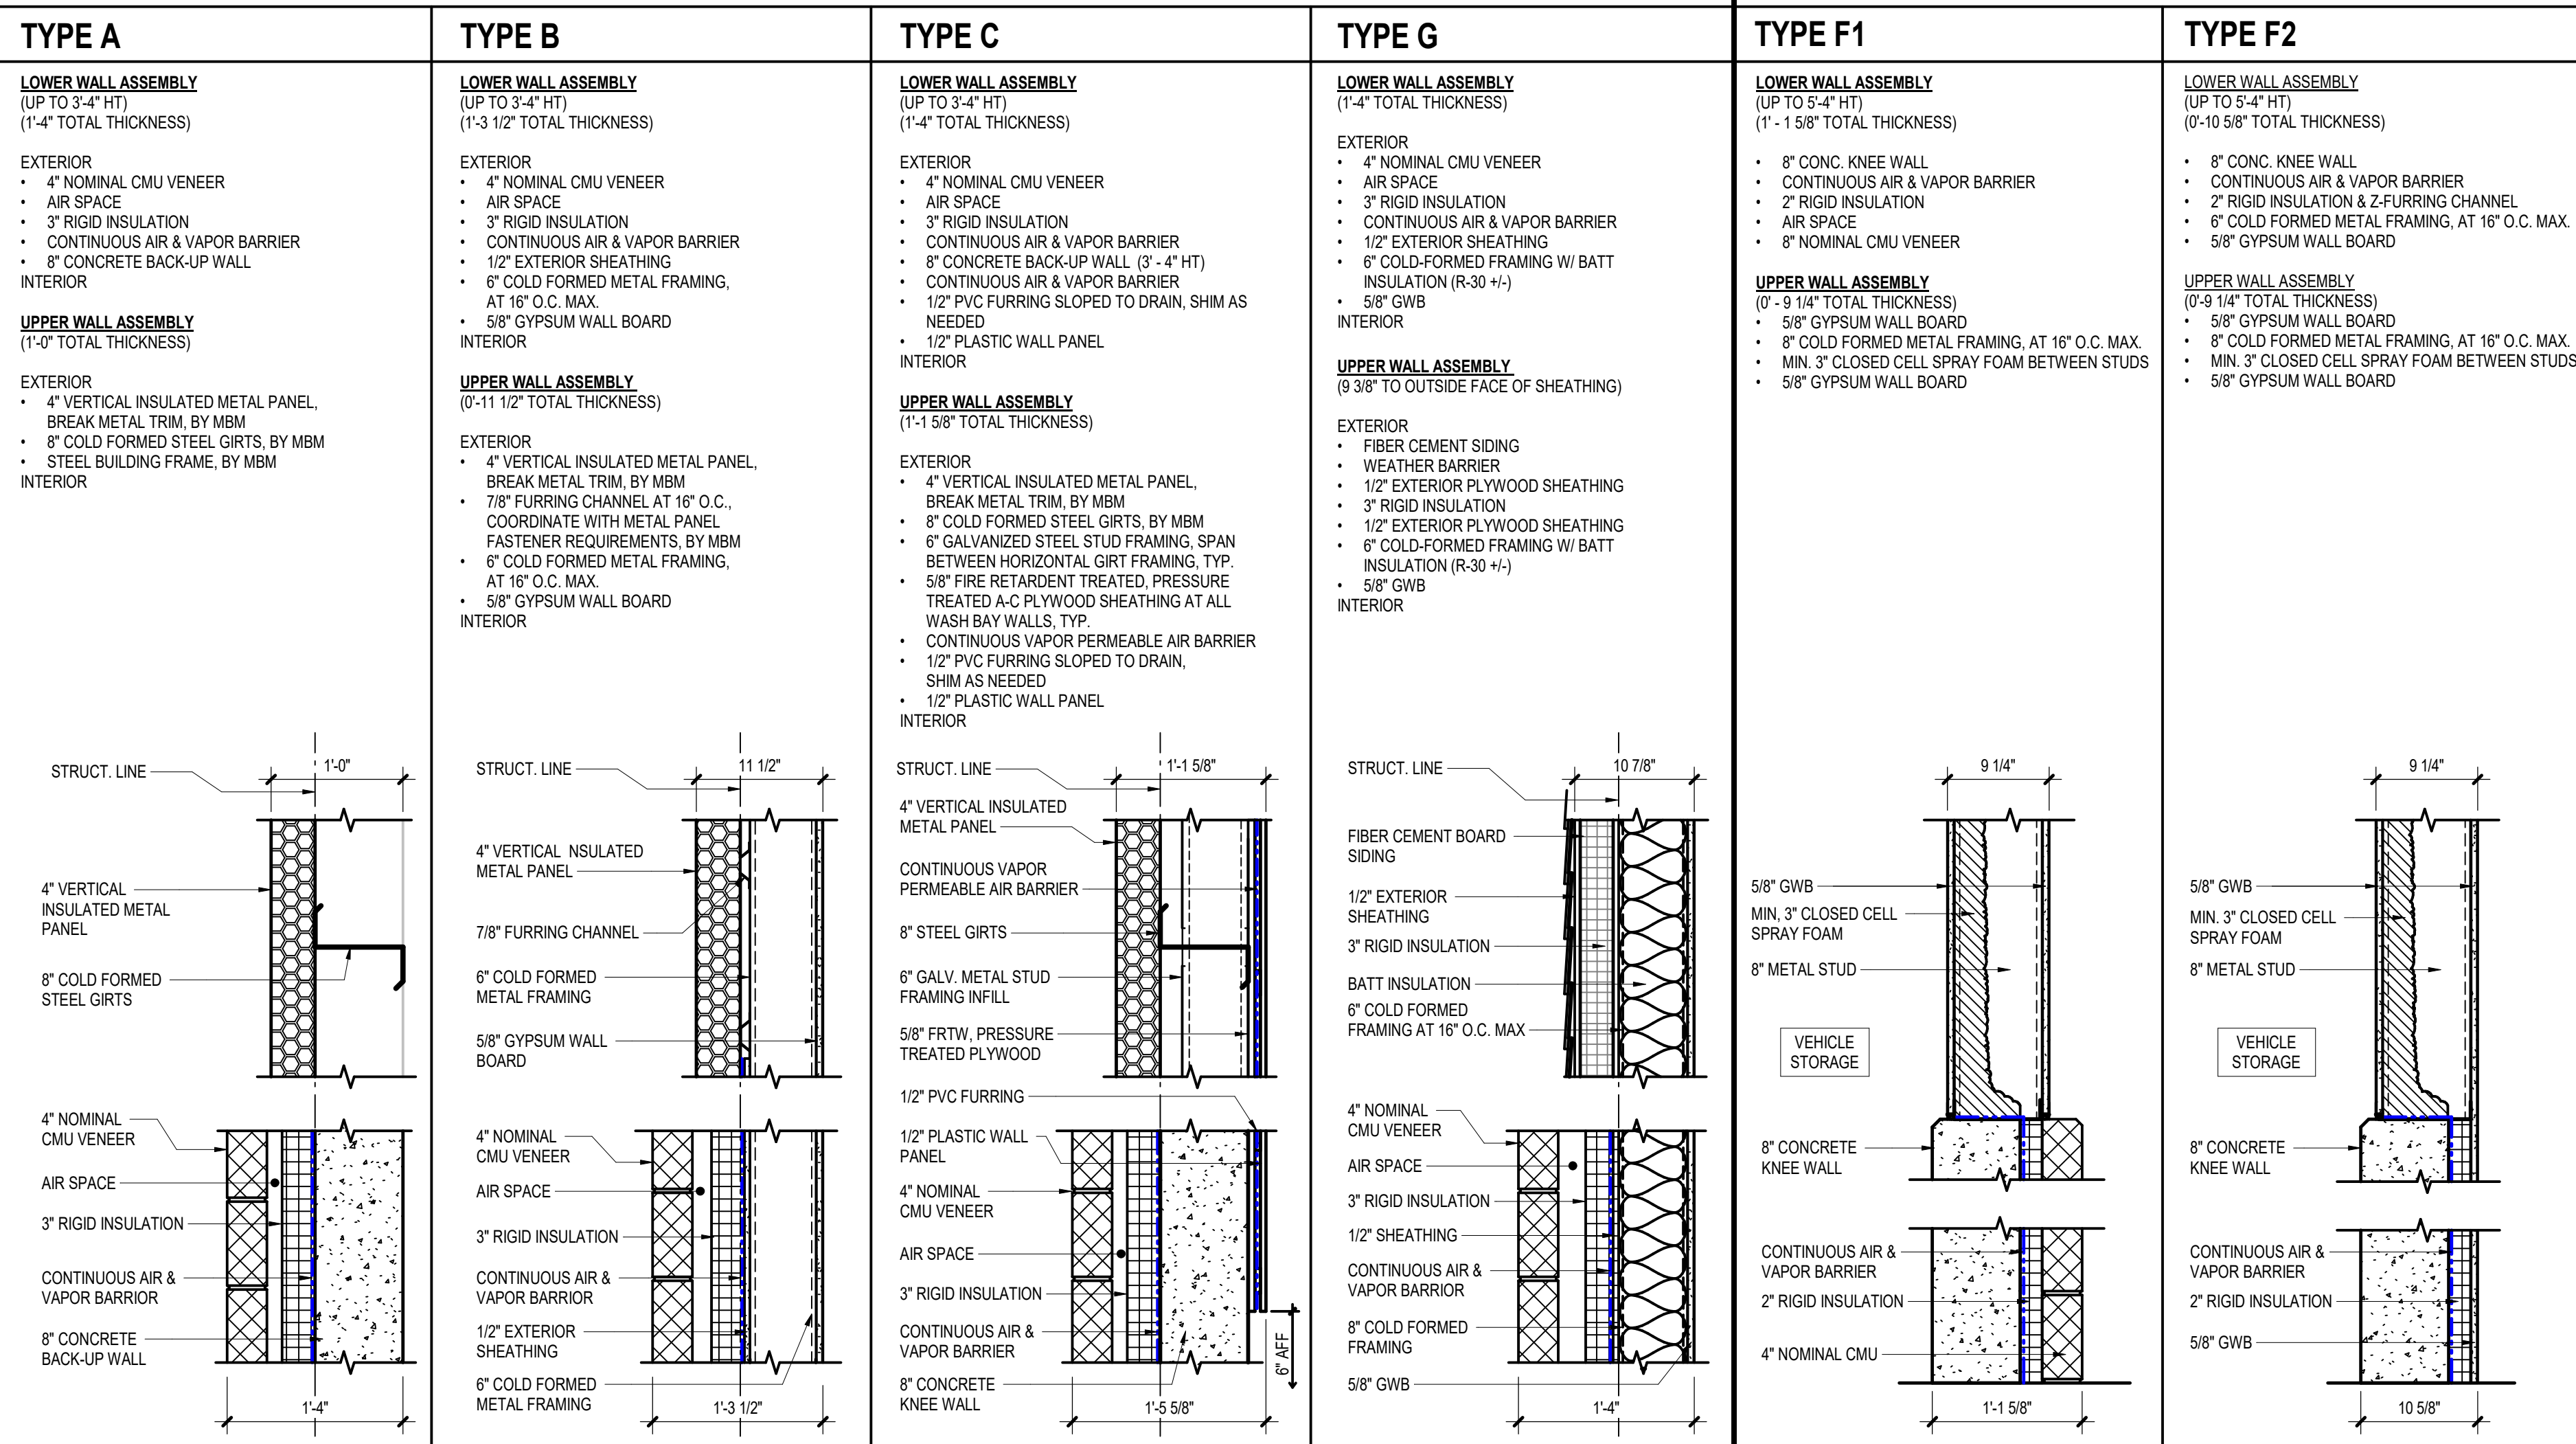 TYPE A
LOWER WALL ASSEMBLY
(UP TO 3'-4" HT)
(1'-4" TOTAL THICKNESS)
EXTERIOR
• 4" NOMINAL CMU VENEER
• AIR SPACE
• 3" RIGID INSULATION
• CONTINUOUS AIR & VAPOR BARRIER
• 8" CONCRETE BACK-UP WALL
INTERIOR
UPPER WALL ASSEMBLY
(1'-0" TOTAL THICKNESS)
EXTERIOR
• 4" VERTICAL INSULATED METAL PANEL,
BREAK METAL TRIM, BY MBM
• 8" COLD FORMED STEEL GIRTS, BY MBM
• STEEL BUILDING FRAME, BY MBM
INTERIOR
STRUCT. LINE
1'-0"
4" VERTICAL
INSULATED METAL
PANEL
8" COLD FORMED
STEEL GIRTS
4" NOMINAL
CMU VENEER
AIR SPACE
3" RIGID INSULATION
CONTINUOUS AIR &
VAPOR BARRIOR
8" CONCRETE
BACK-UP WALL
1'-4"
TYPE B
LOWER WALL ASSEMBLY
(UP TO 3'-4" HT)
(1'-3 1/2" TOTAL THICKNESS)
EXTERIOR
• 4" NOMINAL CMU VENEER
• AIR SPACE
• 3" RIGID INSULATION
• CONTINUOUS AIR & VAPOR BARRIER
• 1/2" EXTERIOR SHEATHING
• 6" COLD FORMED METAL FRAMING,
AT 16" O.C. MAX.
• 5/8" GYPSUM WALL BOARD
INTERIOR
UPPER WALL ASSEMBLY
(0'-11 1/2" TOTAL THICKNESS)
EXTERIOR
• 4" VERTICAL INSULATED METAL PANEL,
BREAK METAL TRIM, BY MBM
• 7/8" FURRING CHANNEL AT 16" O.C.,
COORDINATE WITH METAL PANEL
FASTENER REQUIREMENTS, BY MBM
• 6" COLD FORMED METAL FRAMING,
AT 16" O.C. MAX.
• 5/8" GYPSUM WALL BOARD
INTERIOR
STRUCT. LINE
11 1/2"
4" VERTICAL NSULATED
METAL PANEL
7/8" FURRING CHANNEL
6" COLD FORMED
METAL FRAMING
5/8" GYPSUM WALL
BOARD
4" NOMINAL
CMU VENEER
AIR SPACE
3" RIGID INSULATION
CONTINUOUS AIR &
VAPOR BARRIOR
1/2" EXTERIOR
SHEATHING
6" COLD FORMED
METAL FRAMING
1'-3 1/2"
TYPE C
LOWER WALL ASSEMBLY
(UP TO 3'-4" HT)
(1'-4" TOTAL THICKNESS)
EXTERIOR
• 4" NOMINAL CMU VENEER
• AIR SPACE
• 3" RIGID INSULATION
• CONTINUOUS AIR & VAPOR BARRIER
• 8" CONCRETE BACK-UP WALL (3' - 4" HT)
• CONTINUOUS AIR & VAPOR BARRIER
• 1/2" PVC FURRING SLOPED TO DRAIN, SHIM AS
NEEDED
• 1/2" PLASTIC WALL PANEL
INTERIOR
UPPER WALL ASSEMBLY
(1'-1 5/8" TOTAL THICKNESS)
EXTERIOR
• 4" VERTICAL INSULATED METAL PANEL,
BREAK METAL TRIM, BY MBM
• 8" COLD FORMED STEEL GIRTS, BY MBM
• 6" GALVANIZED STEEL STUD FRAMING, SPAN
BETWEEN HORIZONTAL GIRT FRAMING, TYP.
• 5/8" FIRE RETARDENT TREATED, PRESSURE
TREATED A-C PLYWOOD SHEATHING AT ALL
WASH BAY WALLS, TYP.
• CONTINUOUS VAPOR PERMEABLE AIR BARRIER
• 1/2" PVC FURRING SLOPED TO DRAIN,
SHIM AS NEEDED
• 1/2" PLASTIC WALL PANEL
INTERIOR
STRUCT. LINE
1'-1 5/8"
4" VERTICAL INSULATED
METAL PANEL
CONTINUOUS VAPOR
PERMEABLE AIR BARRIER
8" STEEL GIRTS
6" GALV. METAL STUD
FRAMING INFILL
5/8" FRTW, PRESSURE
TREATED PLYWOOD
1/2" PVC FURRING
1/2" PLASTIC WALL
PANEL
4" NOMINAL
CMU VENEER
AIR SPACE
3" RIGID INSULATION
CONTINUOUS AIR &
VAPOR BARRIER
8" CONCRETE
KNEE WALL
6" AFF
1'-5 5/8"
TYPE G
LOWER WALL ASSEMBLY
(1'-4" TOTAL THICKNESS)
EXTERIOR
• 4" NOMINAL CMU VENEER
• AIR SPACE
• 3" RIGID INSULATION
CONTINUOUS AIR & VAPOR BARRIER
• 1/2" EXTERIOR SHEATHING
• 6" COLD-FORMED FRAMING W/ BATT
INSULATION (R-30 +/-)
• 5/8" GWB
INTERIOR
UPPER WALL ASSEMBLY
(9 3/8" TO OUTSIDE FACE OF SHEATHING)
EXTERIOR
• FIBER CEMENT SIDING
• WEATHER BARRIER
• 1/2" EXTERIOR PLYWOOD SHEATHING
• 3" RIGID INSULATION
• 1/2" EXTERIOR PLYWOOD SHEATHING
• 6" COLD-FORMED FRAMING W/ BATT
INSULATION (R-30 +/-)
• 5/8" GWB
INTERIOR
STRUCT. LINE
10 7/8"
FIBER CEMENT BOARD
SIDING
1/2" EXTERIOR
SHEATHING
3" RIGID INSULATION
BATT INSULATION
6" COLD FORMED
FRAMING AT 16" O.C. MAX
4" NOMINAL
CMU VENEER
AIR SPACE
3" RIGID INSULATION
1/2" SHEATHING
CONTINUOUS AIR &
VAPOR BARRIOR
8" COLD FORMED
FRAMING
5/8" GWB
1'-4"
TYPE F1
LOWER WALL ASSEMBLY
(UP TO 5'-4" HT)
(1' - 1 5/8" TOTAL THICKNESS)
• 8" CONC. KNEE WALL
• CONTINUOUS AIR & VAPOR BARRIER
• 2" RIGID INSULATION
• AIR SPACE
• 8" NOMINAL CMU VENEER
UPPER WALL ASSEMBLY
(0' - 9 1/4" TOTAL THICKNESS)
• 5/8" GYPSUM WALL BOARD
• 8" COLD FORMED METAL FRAMING, AT 16" O.C. MAX.
• MIN. 3" CLOSED CELL SPRAY FOAM BETWEEN STUDS
• 5/8" GYPSUM WALL BOARD
9 1/4"
5/8" GWB
MIN, 3" CLOSED CELL
SPRAY FOAM
8" METAL STUD
VEHICLE
STORAGE
8" CONCRETE
KNEE WALL
CONTINUOUS AIR &
VAPOR BARRIER
2" RIGID INSULATION
4" NOMINAL CMU
1'-1 5/8"
TYPE F2
LOWER WALL ASSEMBLY
(UP TO 5'-4" HT)
(0'-10 5/8" TOTAL THICKNESS)
• 8" CONC. KNEE WALL
• CONTINUOUS AIR & VAPOR BARRIER
• 2" RIGID INSULATION & Z-FURRING CHANNEL
• 6" COLD FORMED METAL FRAMING, AT 16" O.C. MAX.
• 5/8" GYPSUM WALL BOARD
UPPER WALL ASSEMBLY
(0'-9 1/4" TOTAL THICKNESS)
• 5/8" GYPSUM WALL BOARD
• 8" COLD FORMED METAL FRAMING, AT 16" O.C. MAX.
• MIN. 3" CLOSED CELL SPRAY FOAM BETWEEN STUDS
• 5/8" GYPSUM WALL BOARD
9 1/4"
5/8" GWB
MIN. 3" CLOSED CELL
SPRAY FOAM
8" METAL STUD
VEHICLE
STORAGE
8" CONCRETE
KNEE WALL
CONTINUOUS AIR &
VAPOR BARRIER
2" RIGID INSULATION
5/8" GWB
10 5/8"